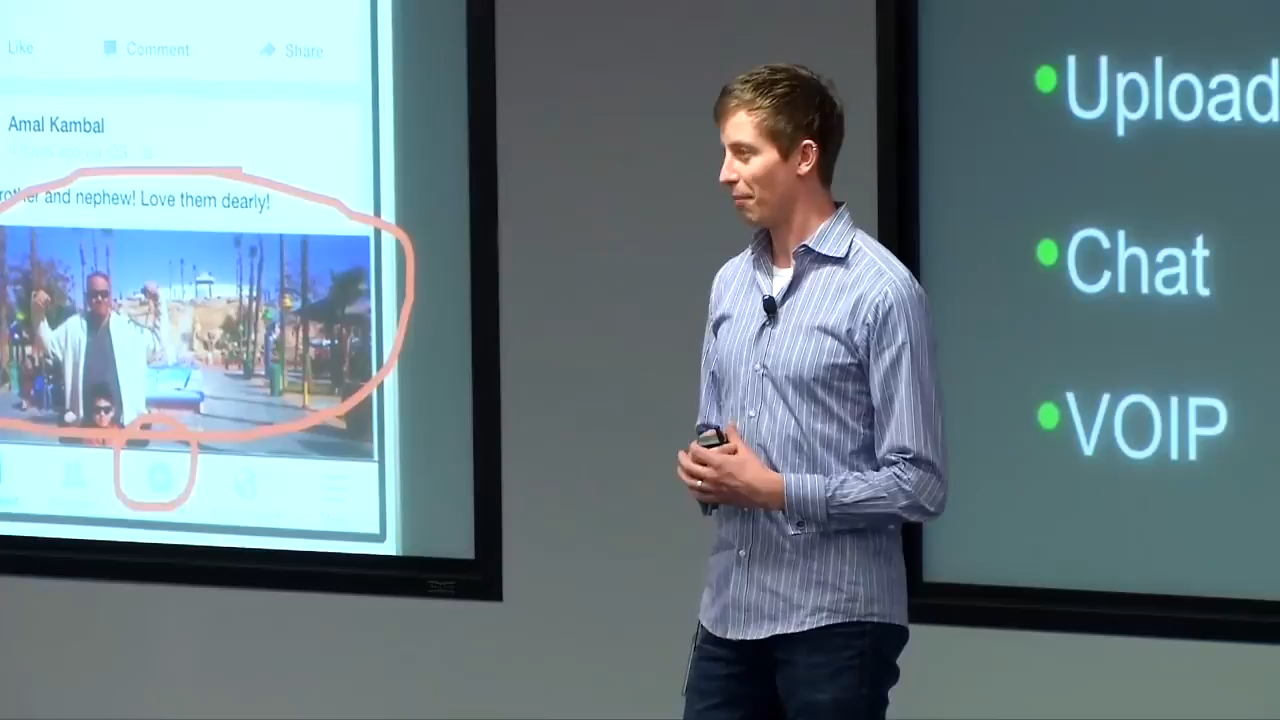 Like Comment Share
Amal Kambal
rother and nephew! Love them dearly!
Upload
Chat
VOIP